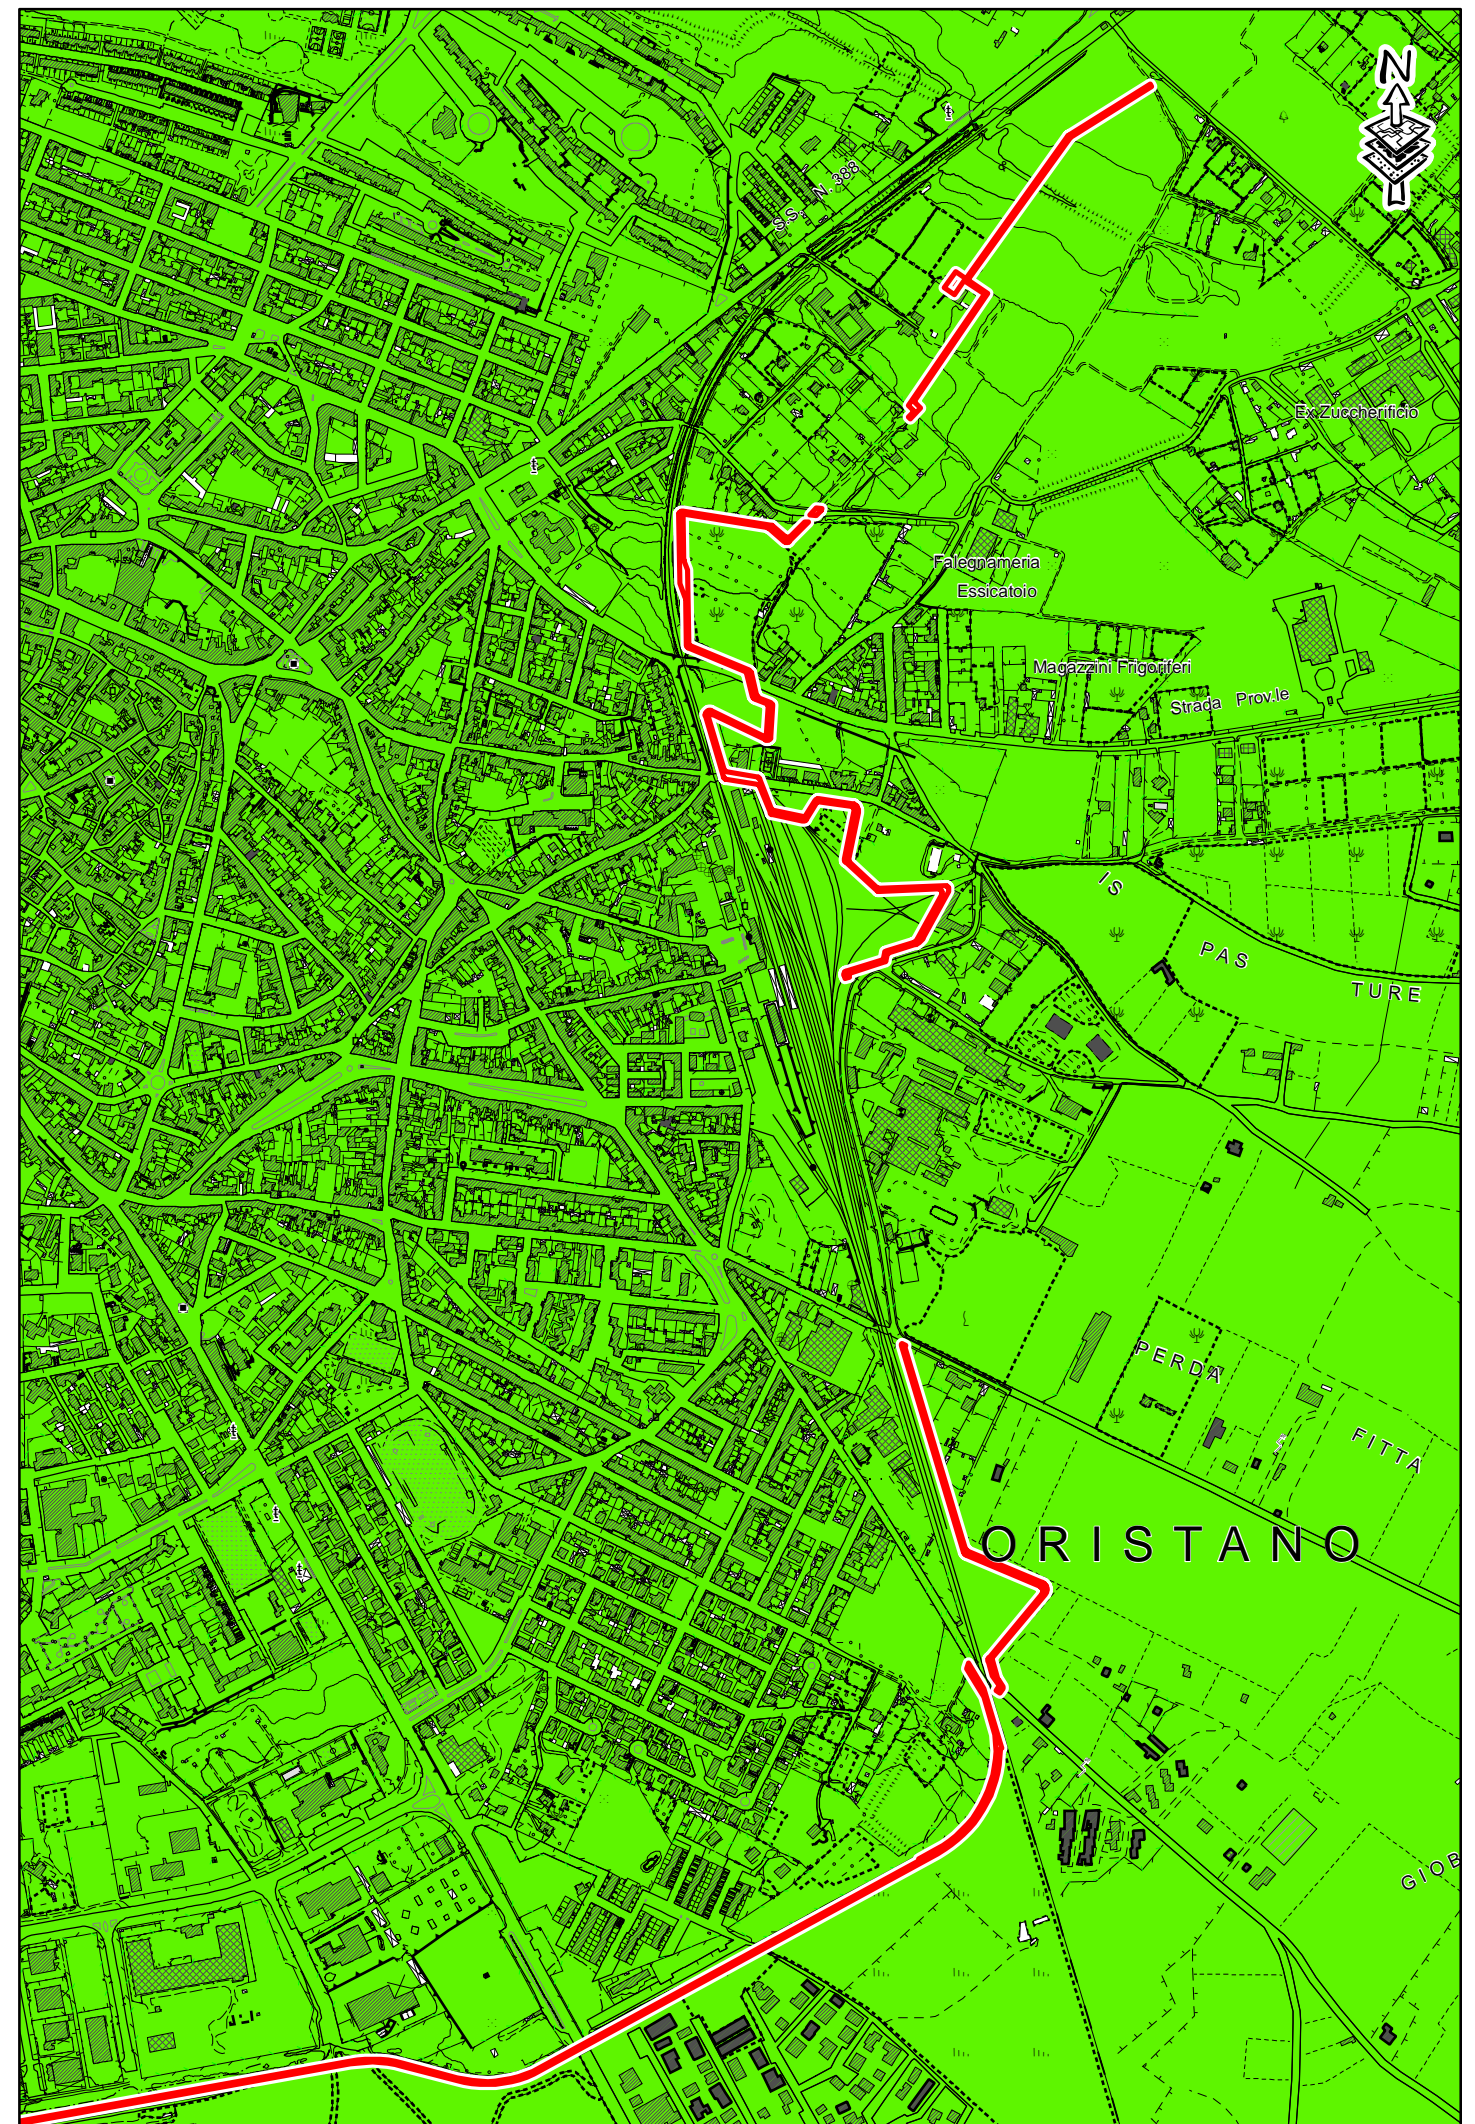 N
S.S. N. 388
Ex Zuccherificio
Falegnameria
Essicatoio
Magazzini Frigoriferi
Strada Prov.le
IS
PAS
TURE
PERDA
FITTA
ORISTANO
GIOB